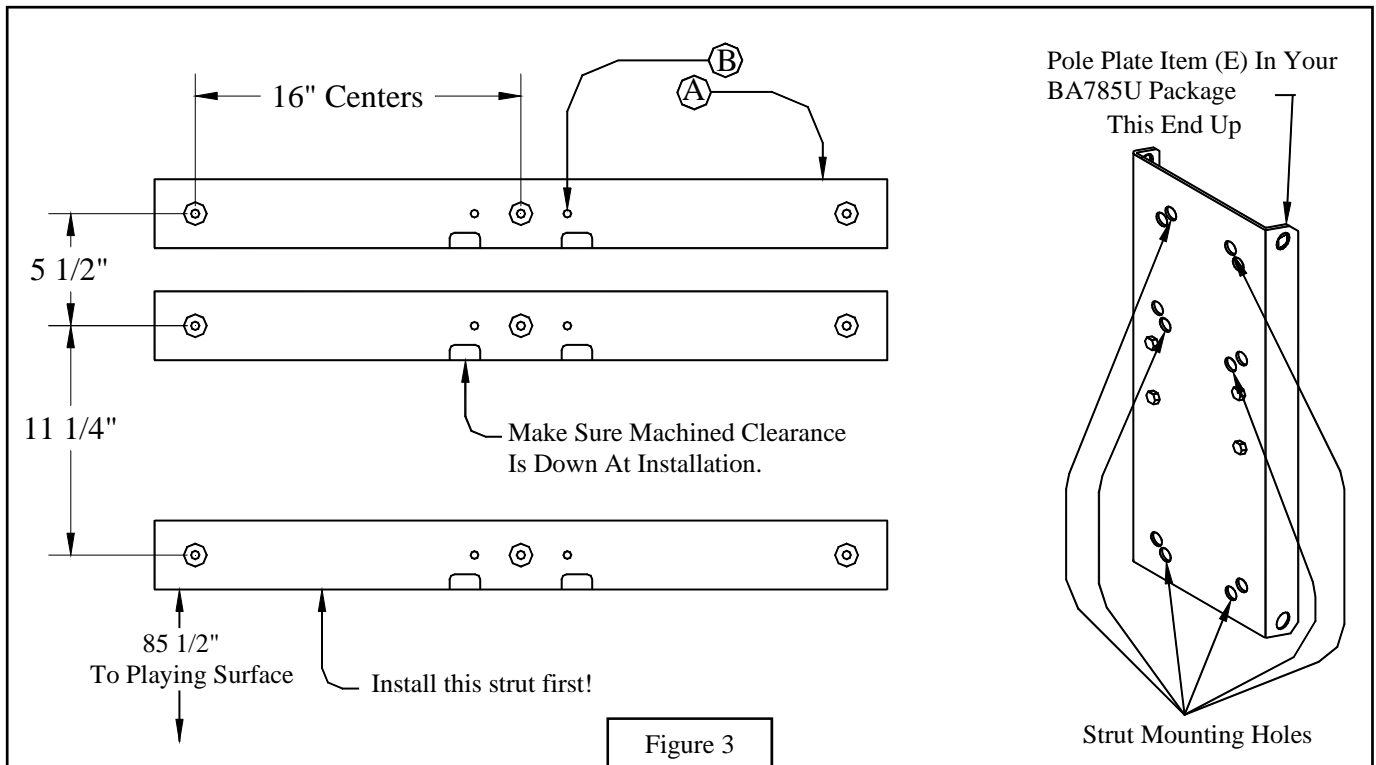 B
A
16" Centers
5 1/2"
11 1/4"
Make Sure Machined Clearance
Is Down At Installation.
85 1/2"
To Playing Surface
Install this strut first!
Figure 3
Pole Plate Item (E) In Your
BA785U Package
This End Up
Strut Mounting Holes